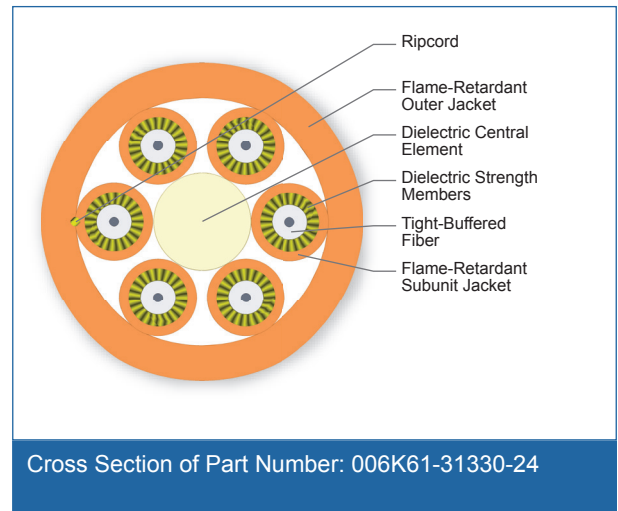 Ripcord
Flame-Retardant
Outer Jacket
Dielectric Central
Element
Dielectric Strength
Members
Tight-Buffered
Fiber
Flame-Retardant
Subunit Jacket
Cross Section of Part Number: 006K61-31330-24